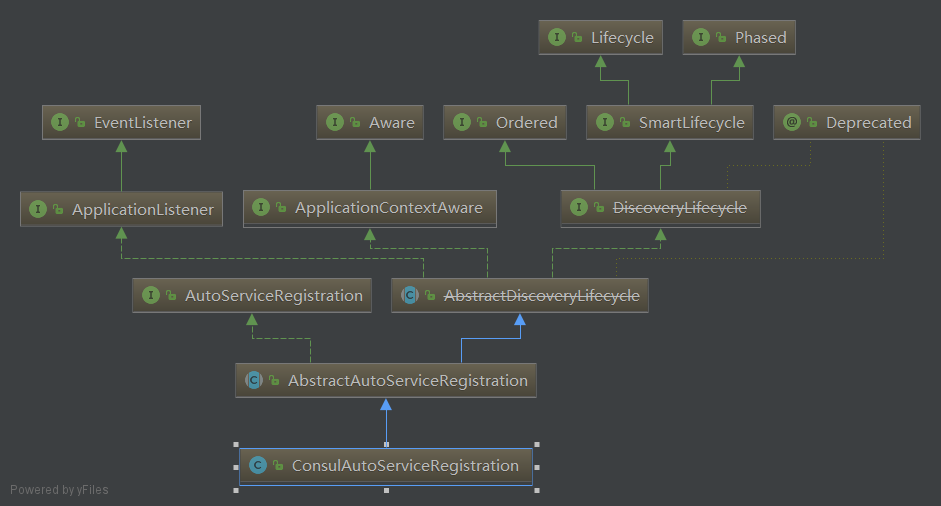 Lifecycle
Phased
EventListener
Aware
Ordered
SmartLifecycle
Deprecated
ApplicationListener
ApplicationContextAware
DiscoveryLifecycle
AutoServiceRegistration
AbstractDiscoveryLifecycle
AbstractAutoServiceRegistration
ConsulAutoServiceRegistration
Powered by yFiles